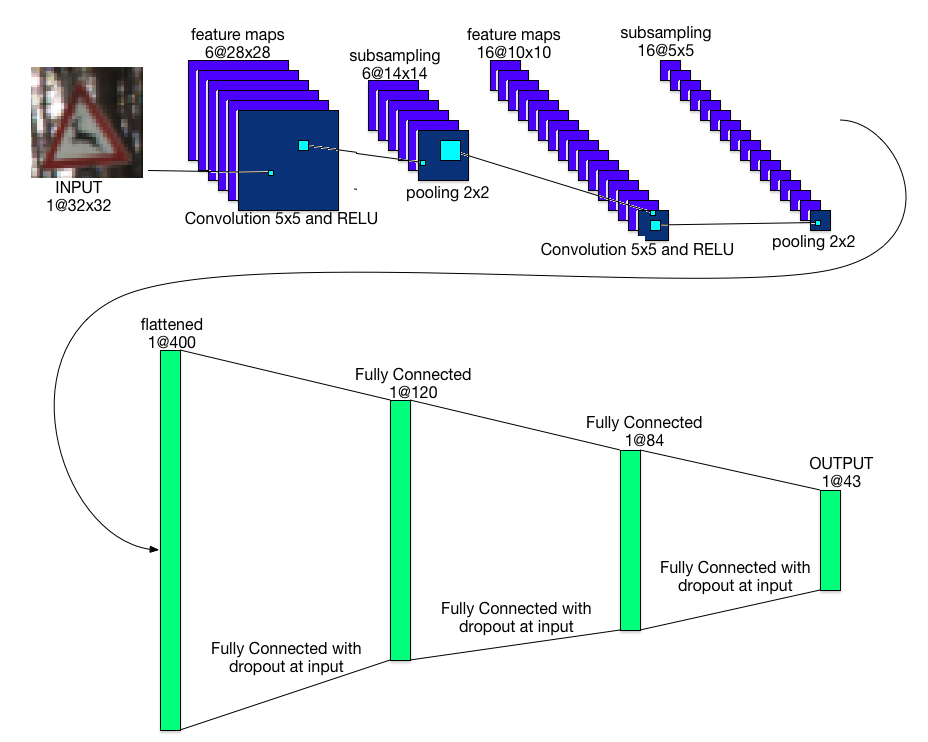 feature maps
6@28x28
subsampling
6@14x14
feature maps
16@10x10
subsampling
16@5x5
INPUT
1@32x32
Convolution 5x5 and RELU
pooling 2x2
Convolution 5x5 and RELU
pooling 2x2
flattened
1@400
Fully Connected
1@120
Fully Connected
1@84
OUTPUT
1@43
Fully Connected with
dropout at input
Fully Connected with
dropout at input
Fully Connected with
dropout at input